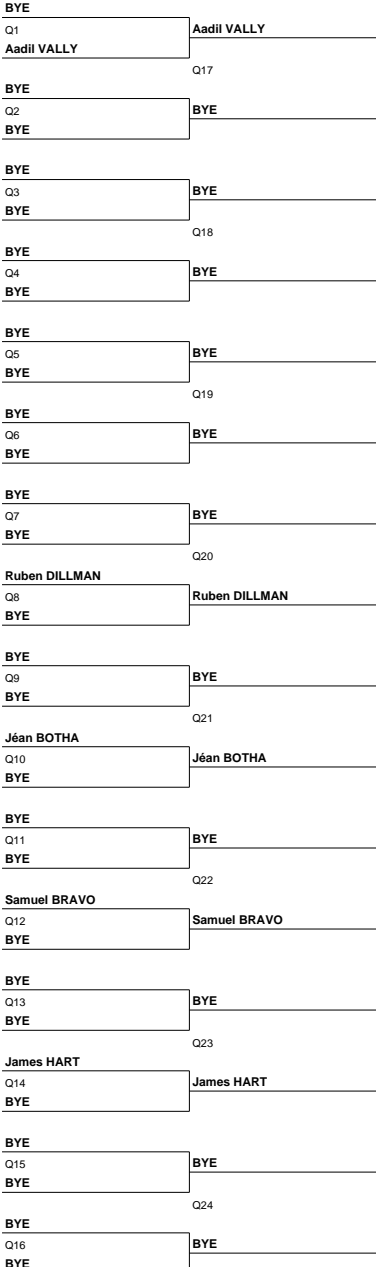 BYE
Q1 Aadil VALLY
Aadil VALLY
Q17
BYE
Q2 BYE
BYE
BYE
Q3 BYE
BYE
Q18
BYE
Q4 BYE
BYE
BYE
Q5 BYE
BYE
Q19
BYE
Q6 BYE
BYE
BYE
Q7 BYE
BYE
Q20
Ruben DILLMAN
Q8 Ruben DILLMAN
BYE
BYE
Q9 BYE
BYE
Q21
Jéan BOTHA
Q10 Jéan BOTHA
BYE
BYE
Q11 BYE
BYE
Q22
Samuel BRAVO
Q12 Samuel BRAVO
BYE
BYE
Q13 BYE
BYE
Q23
James HART
Q14 James HART
BYE
BYE
Q15 BYE
BYE
Q24
BYE
Q16 BYE
BYE